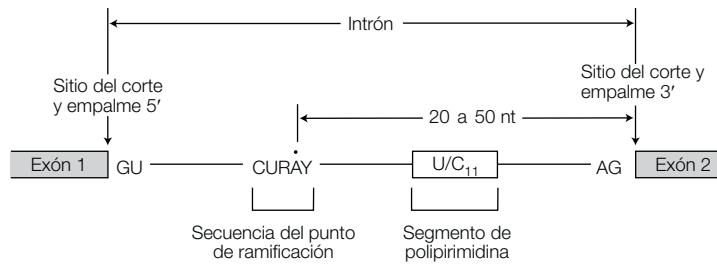 Intrón
Sitio del corte
y empalme 5′
Sitio del corte y
empalme 3′
20 a 50 nt
Exón 1 GU CURAY U/C11 AG Exón 2
Secuencia del punto
de ramificación
Segmento de
polipirimidina